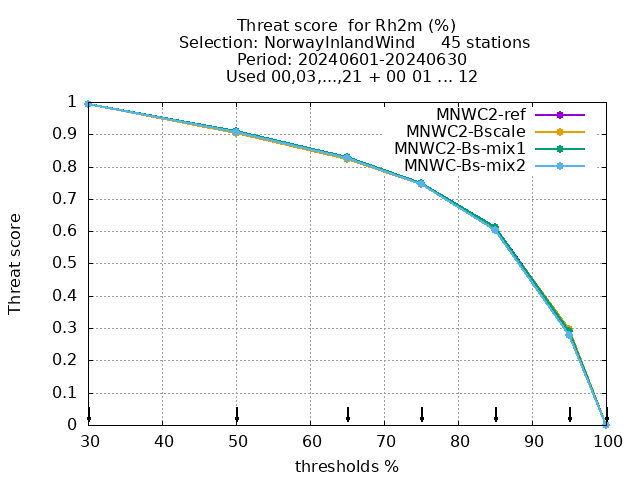 Threat score  for Rh2m (%)
Selection: NorwayInlandWind     45 stations
Period: 20240601-20240630
Used 00,03,...,21 + 00 01 ... 12
MNWC2-ref
MNWC2-Bscale
MNWC2-Bs-mix1
MNWC-Bs-mix2
Threat score
1
0.9
0.8
0.7
0.6
0.5
0.4
0.3
0.2
0.1
0
30 40 50 60 70 80 90 100
thresholds %